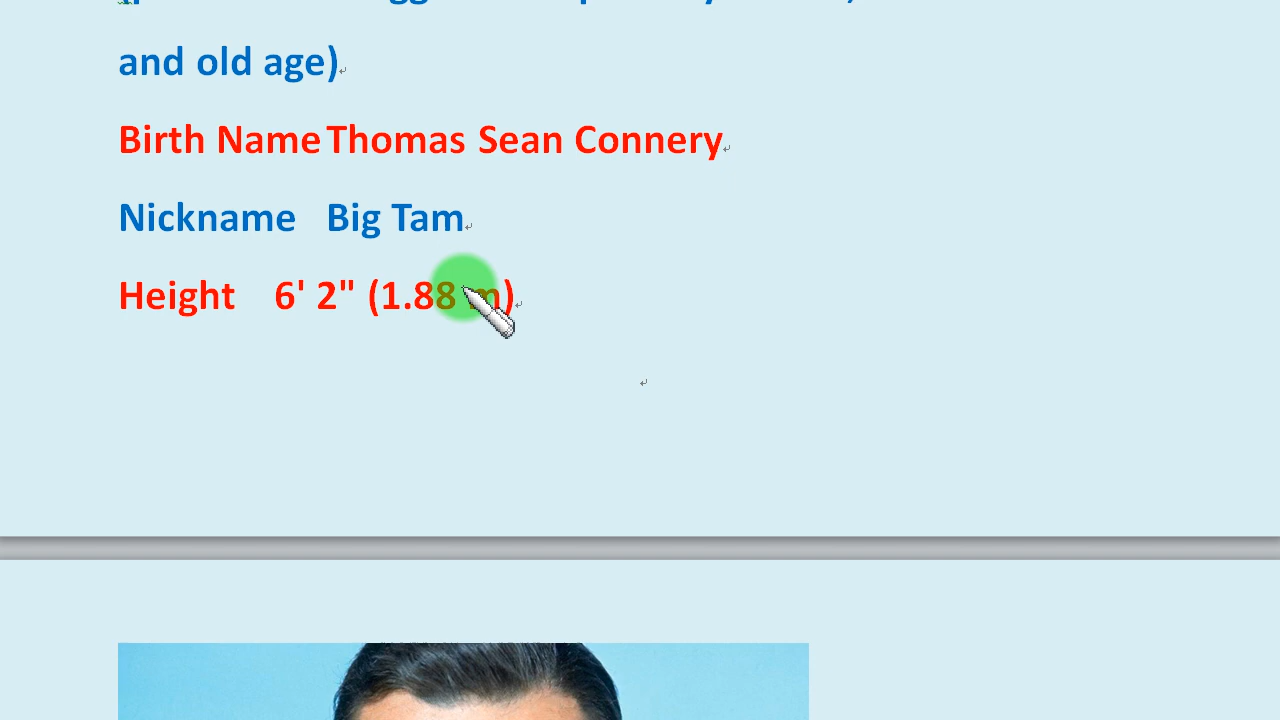 and old age)
Birth Name Thomas Sean Connery
Nickname Big Tam
Height 6' 2" (1.88 m)